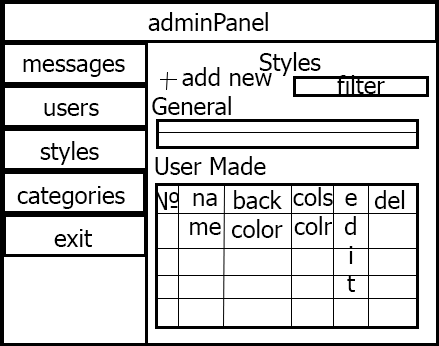 adminPanel
messages
users
styles
categories
exit
Styles
+ add new
filter
General
User Made
№ name back color cols colr edit del